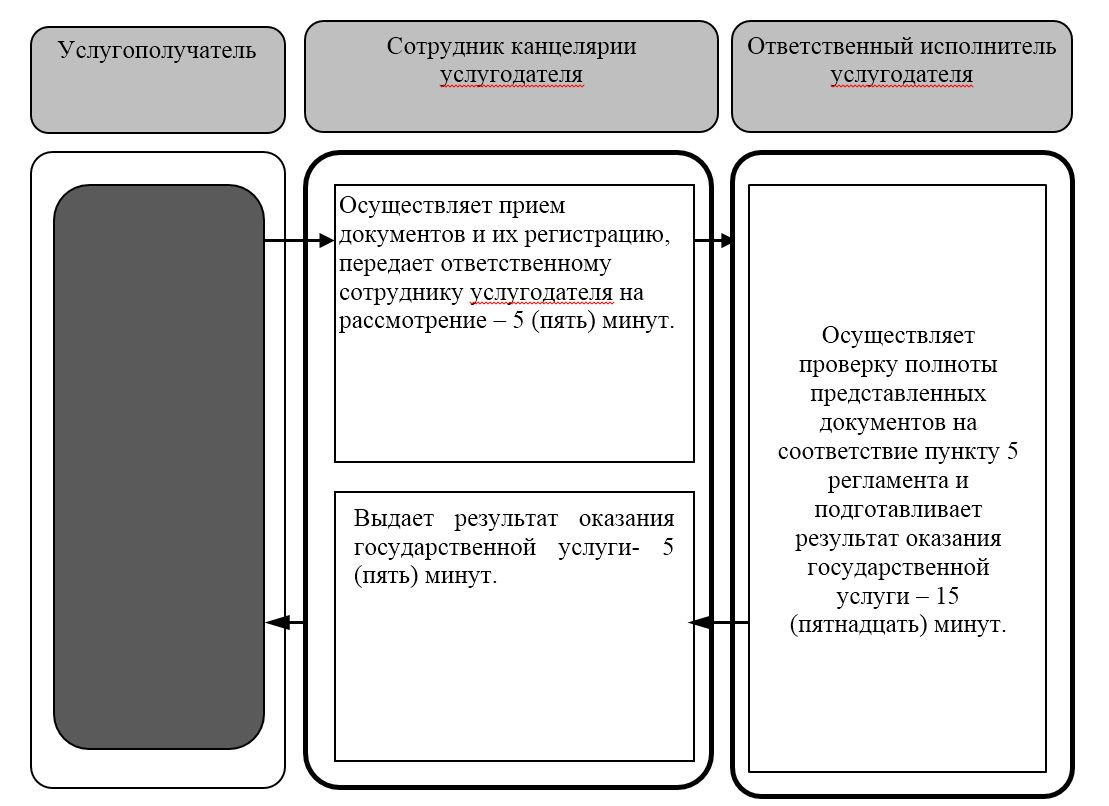 Услугополучатель
Сотрудник канцелярии
услугодателя
Ответственный исполнитель
услугодателя
Осуществляет прием
документов и их регистрацию,
передает ответственному
сотруднику услугодателя на
рассмотрение – 5 (пять) минут.
Выдает результат оказания
государственной услуги- 5
(пять) минут.
Осуществляет
проверку полноты
представленных
документов на
соответствие пункту 5
регламента и
подготавливает
результат оказания
государственной
услуги – 15
(пятнадцать) минут.